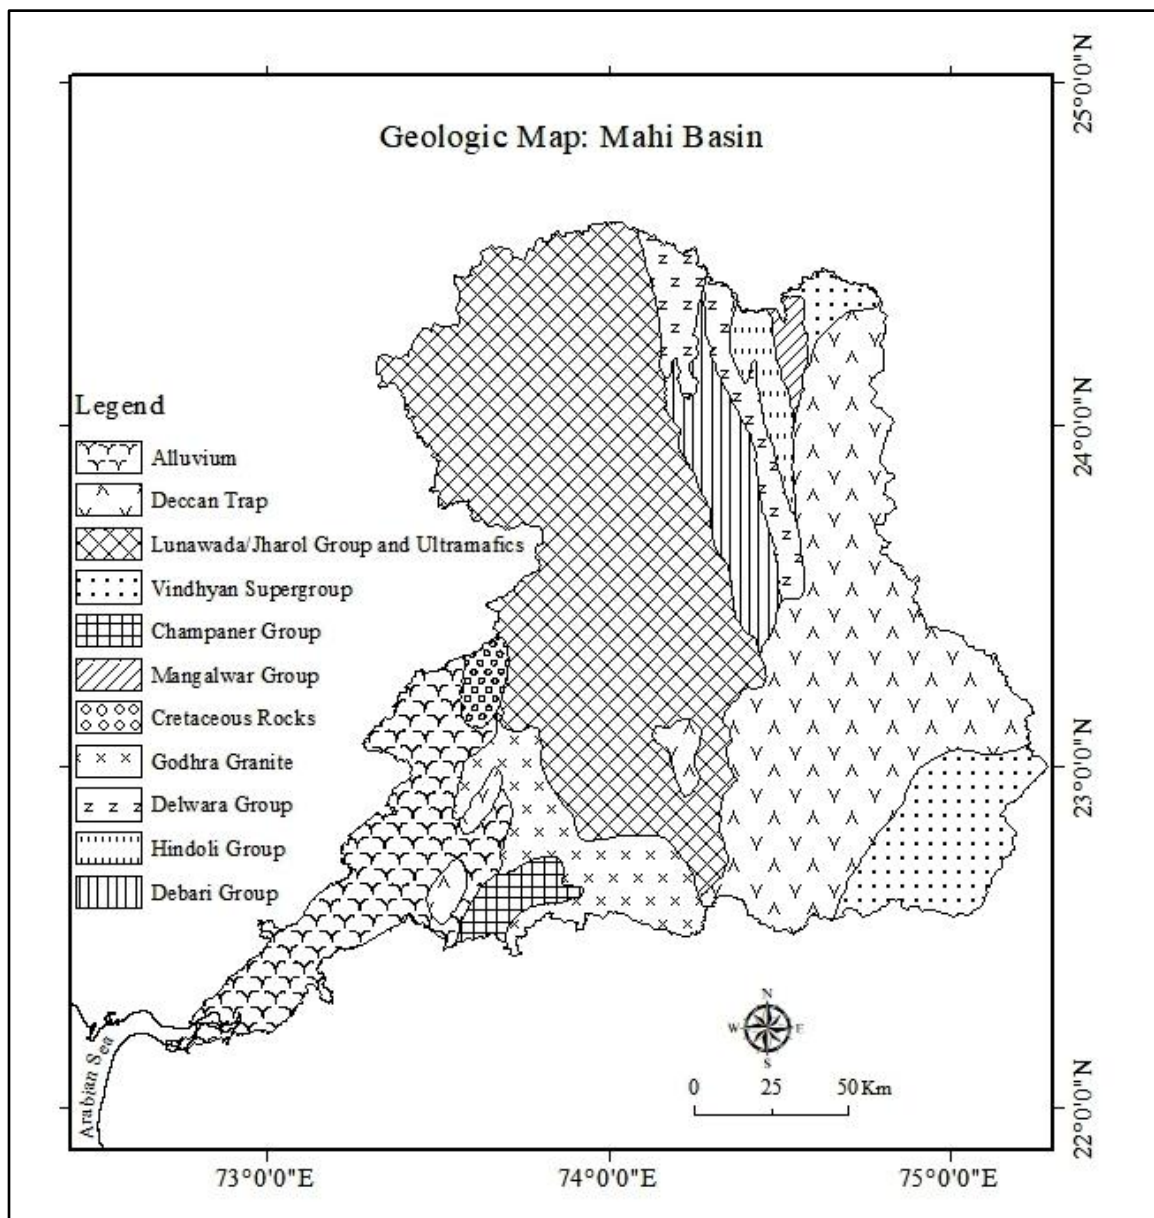 25°0'0"N
Geologic Map: Mahi Basin
Legend
Alluvium
24°0'0"N
Deccan Trap
Lunawada/Jharol Group and Ultramafics
Vindhyan Supergroup
Champaner Group
Mangalwar Group
Cretaceous Rocks
Godhra Granite
23°0'0"N
Delwara Group
Hindoli Group
Debari Group
N
W E
S
Arabian Sea
0 25 50 Km
22°0'0"N
73°0'0"E 74°0'0"E 75°0'0"E